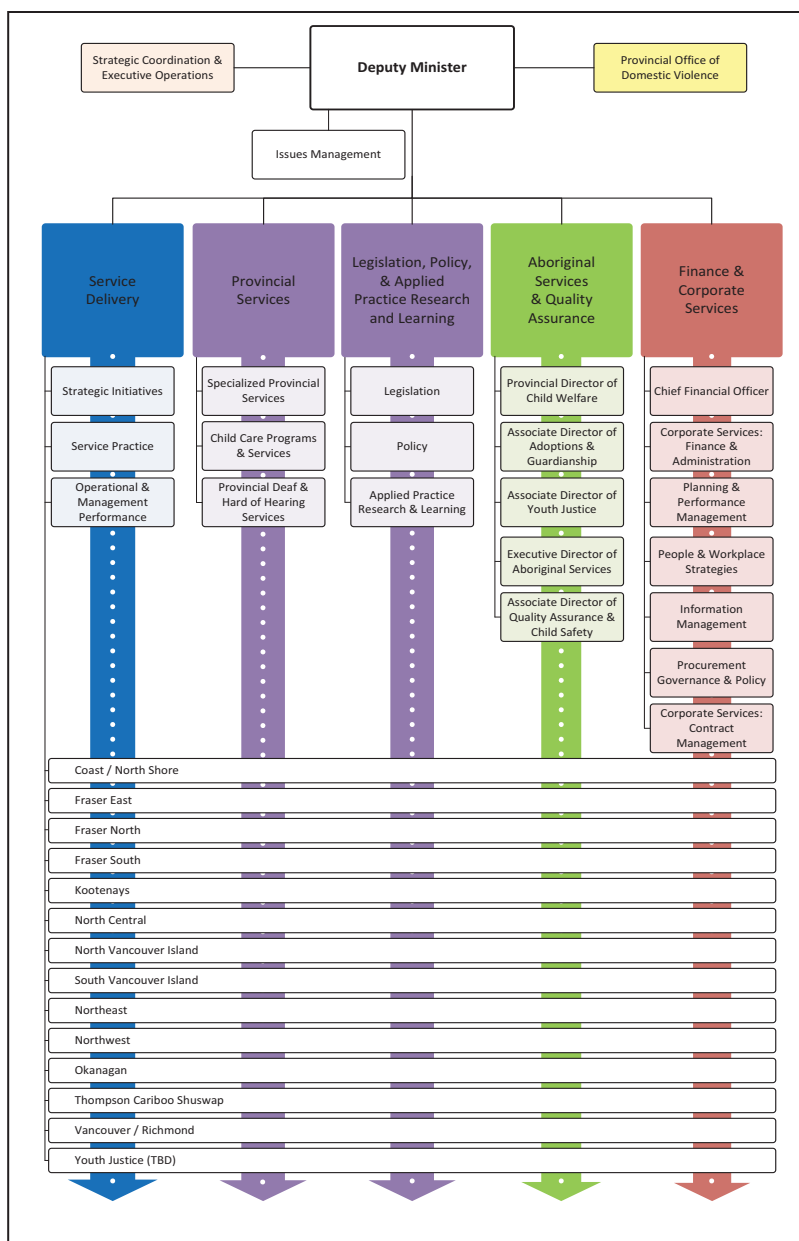 Strategic Coordination &
Executive Operations
Deputy Minister
Provincial Office of
Domestic Violence
Issues Management
Service
Delivery
Provincial
Services
Legislation, Policy,
& Applied
Practice Research
and Learning
Aboriginal
Services
& Quality
Assurance
Finance &
Corporate
Services
Strategic Initiatives
Service Practice
Operational &
Management
Performance
Specialized Provincial
Services
Child Care Programs
& Services
Provincial Deaf &
Hard of Hearing
Services
Legislation
Policy
Applied Practice
Research & Learning
Provincial Director of
Child Welfare
Associate Director of
Adoptions &
Guardianship
Associate Director of
Youth Justice
Executive Director of
Aboriginal Services
Associate Director of
Quality Assurance &
Child Safety
Chief Financial Officer
Corporate Services:
Finance &
Administration
Planning &
Performance
Management
People & Workplace
Strategies
Information
Management
Procurement
Governance & Policy
Corporate Services:
Contract
Management
Coast / North Shore
Fraser East
Fraser North
Fraser South
Kootenays
North Central
North Vancouver Island
South Vancouver Island
Northeast
Northwest
Okanagan
Thompson Cariboo Shuswap
Vancouver / Richmond
Youth Justice (TBD)